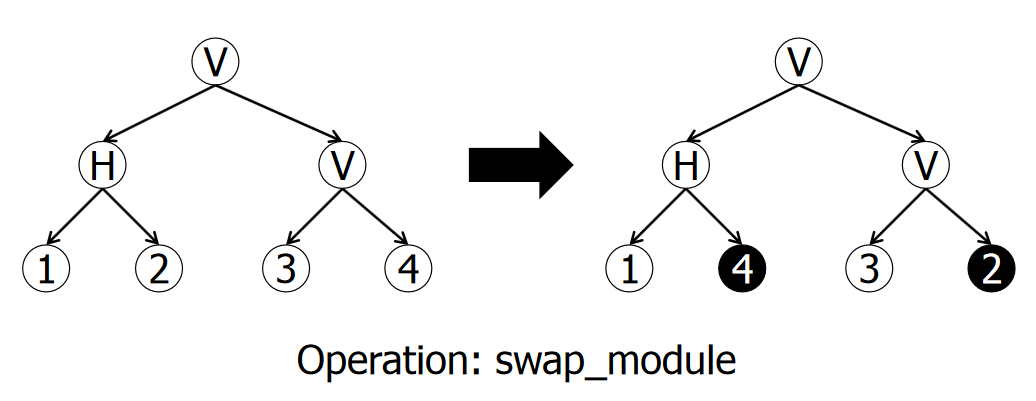 V V
H V H V
1 2 3 4 1 4 3 2
Operation: swap_module